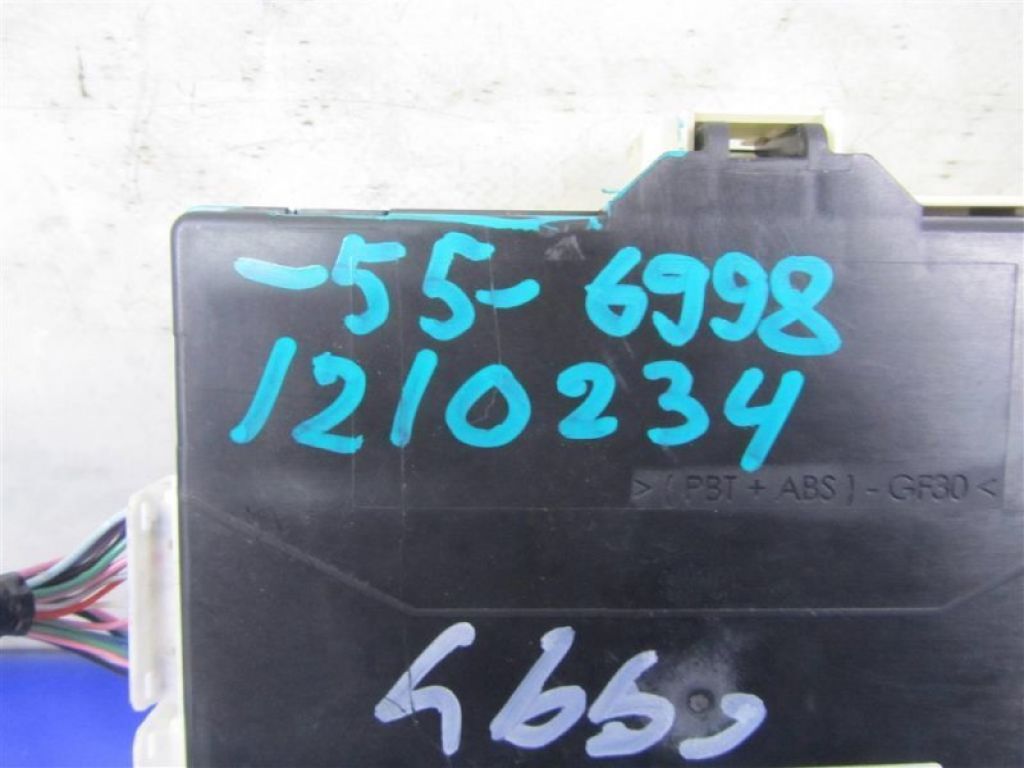 -55-6998
1210234
>(PBT + ABS)-GF30<